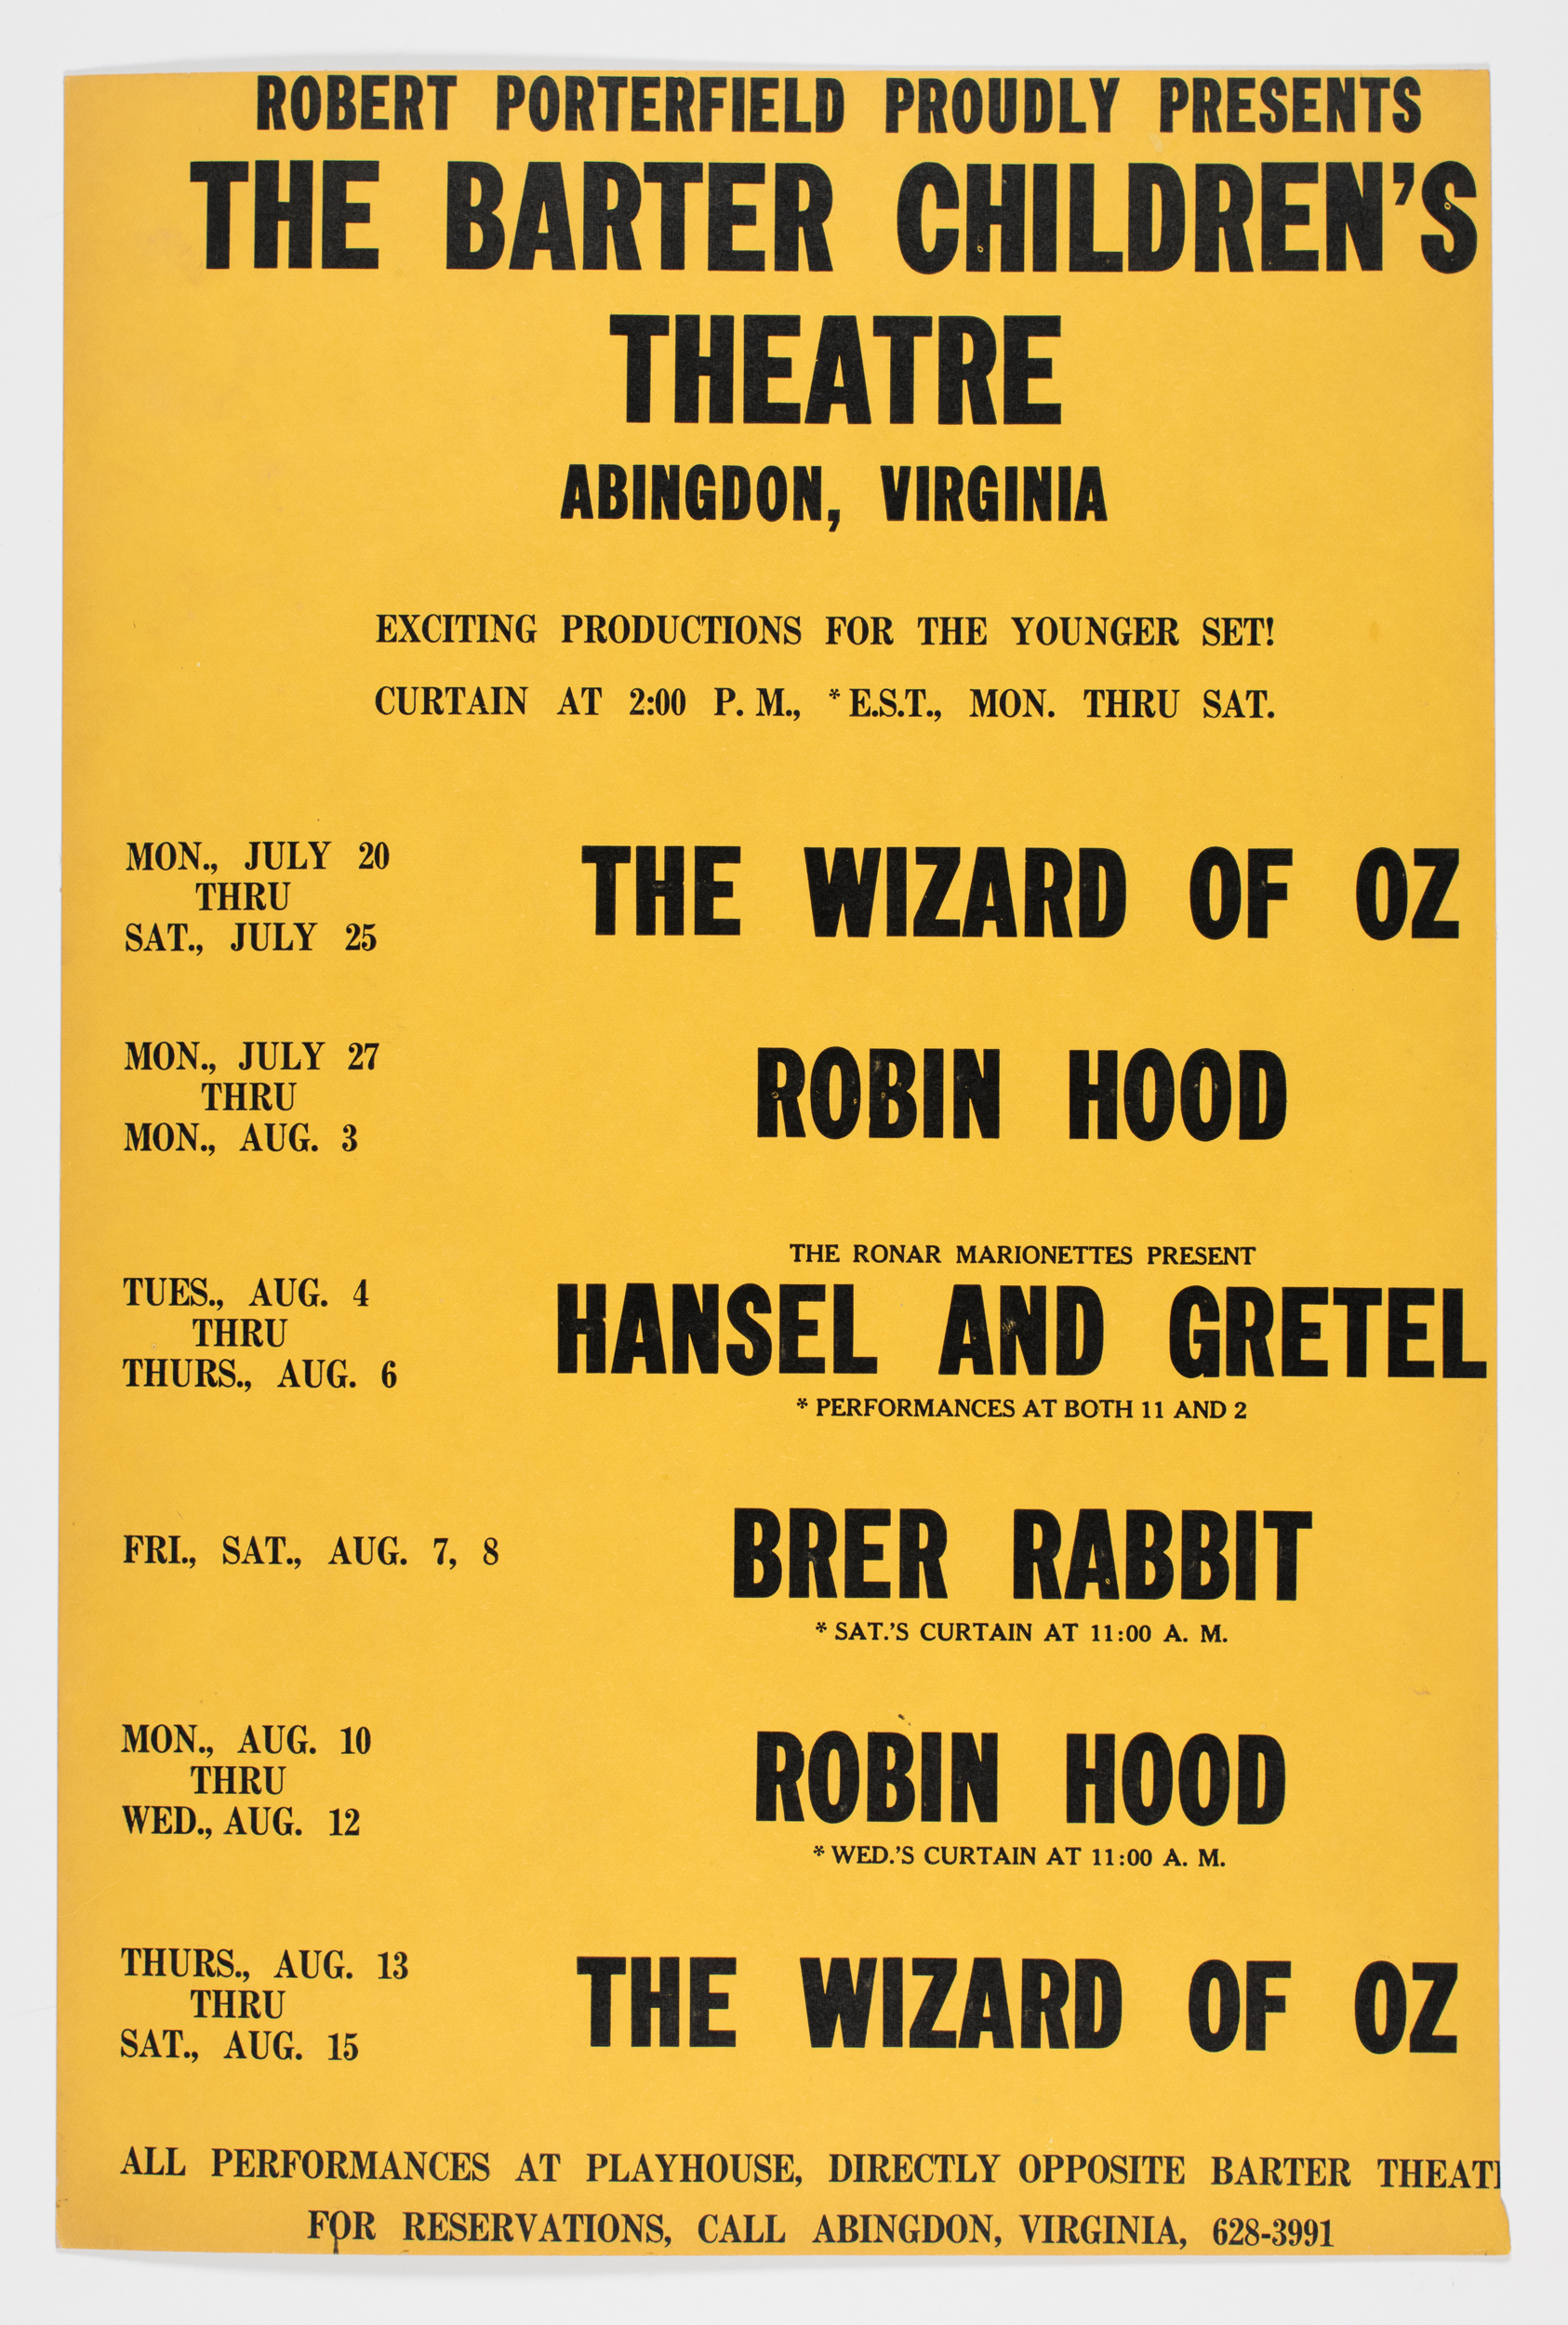 ROBERT PORTERFIELD PROUDLY PRESENTS
THE BARTER CHILDREN'S
THEATRE
ABINGDON, VIRGINIA
EXCITING PRODUCTIONS FOR THE YOUNGER SET!
CURTAIN AT 2:00 P. M., *E.S.T., MON. THRU SAT.
MON., JULY 20
THRU
SAT., JULY 25
THE WIZARD OF OZ
MON., JULY 27
THRU
MON., AUG. 3
ROBIN HOOD
TUES., AUG. 4
THRU
THURS., AUG. 6
THE RONAR MARIONETTES PRESENT
HANSEL AND GRETEL
* PERFORMANCES AT BOTH 11 AND 2
FRI., SAT., AUG. 7, 8
BRER RABBIT
* SAT.'S CURTAIN AT 11:00 A. M.
MON., AUG. 10
THRU
WED., AUG. 12
ROBIN HOOD
* WED.'S CURTAIN AT 11:00 A. M.
THURS., AUG. 13
THRU
SAT., AUG. 15
THE WIZARD OF OZ
ALL PERFORMANCES AT PLAYHOUSE, DIRECTLY OPPOSITE BARTER THEAT
FOR RESERVATIONS, CALL ABINGDON, VIRGINIA, 628-3991